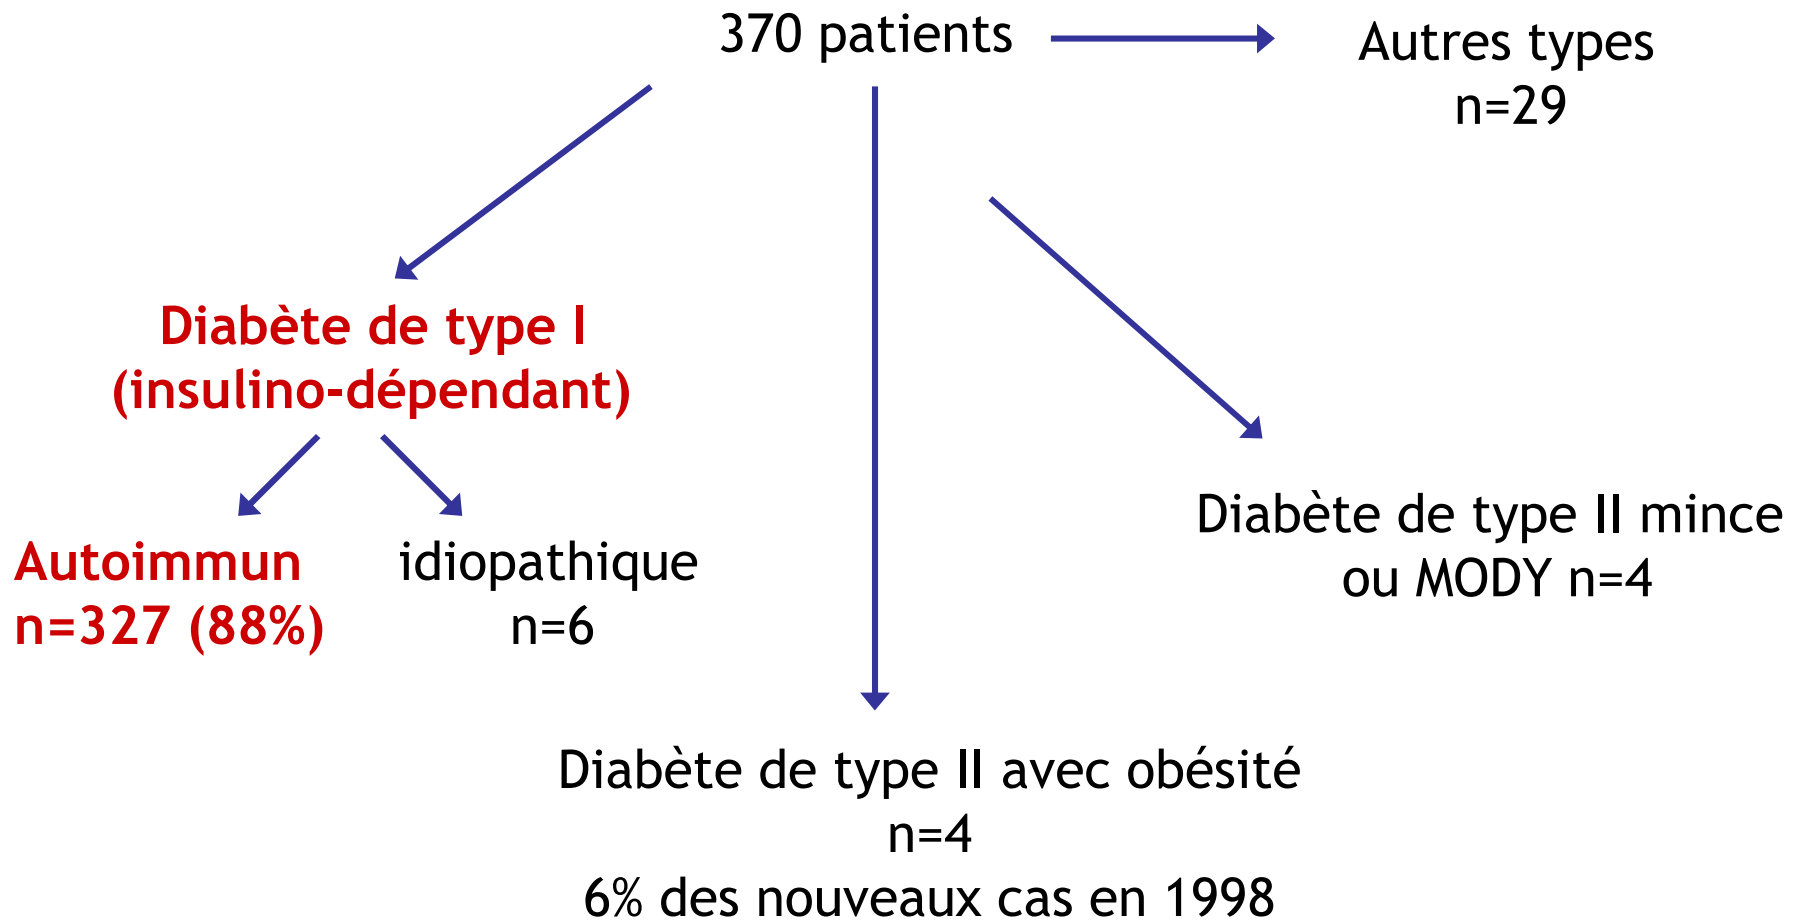 370 patients
Autres types
n=29
Diabète de type I
(insulino-dépendant)
Autoimmun
n=327 (88%)
idiopathique
n=6
Diabète de type II mince
ou MODY n=4
Diabète de type II avec obésité
n=4
6% des nouveaux cas en 1998